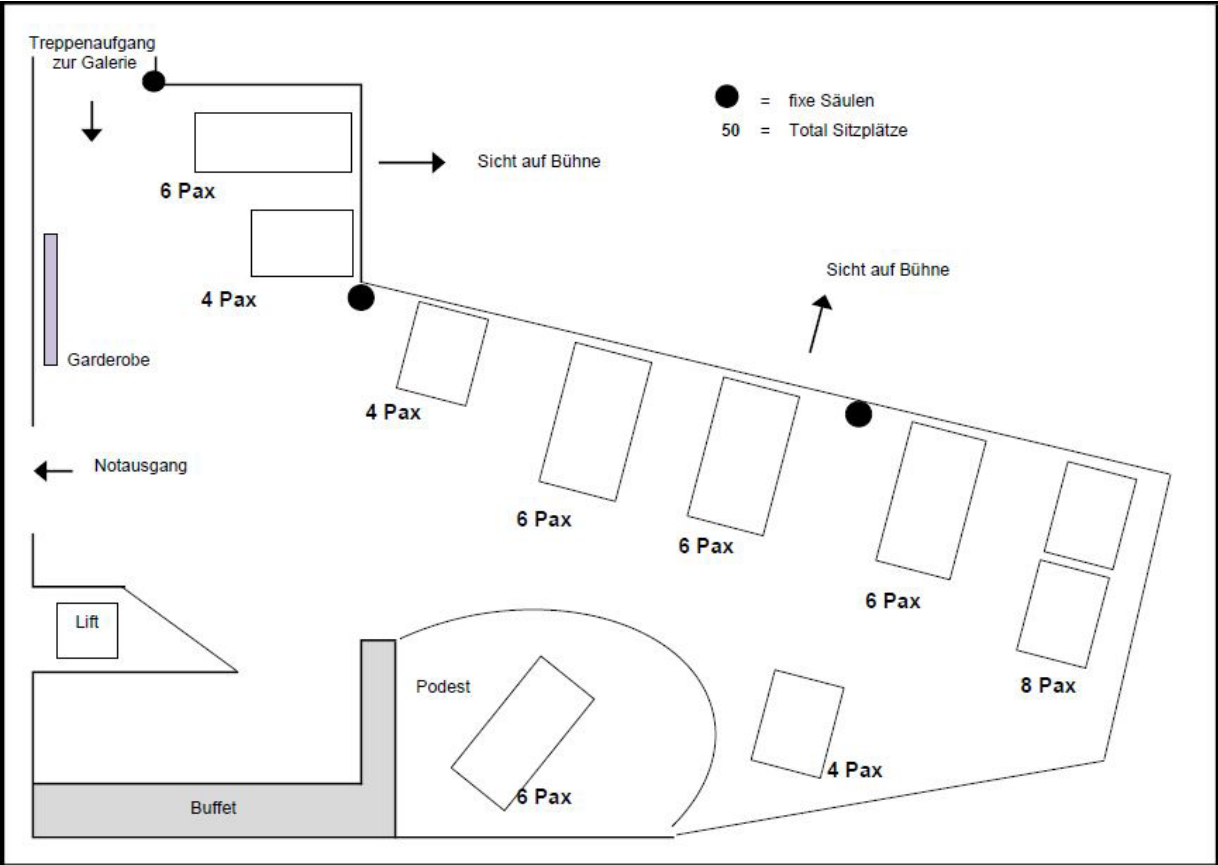 Treppenaufgang
zur Galerie
= fixe Säulen
50 = Total Sitzplätze
Sicht auf Bühne
6 Pax
Sicht auf Bühne
4 Pax
Garderobe
4 Pax
Notausgang
6 Pax
6 Pax
6 Pax
Lift
Podest
8 Pax
4 Pax
6 Pax
Buffet